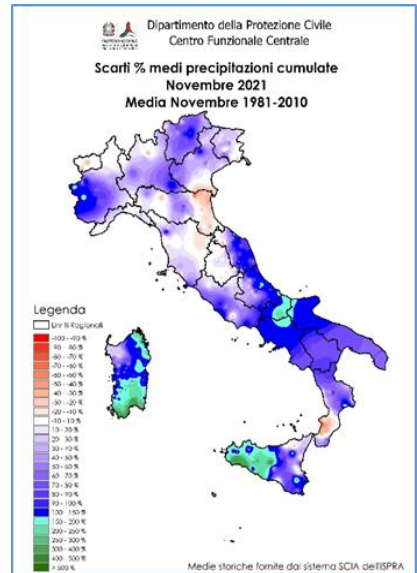 Dipartimento della Protezione Civile
Centro Funzionale Centrale
Scarti % medi precipitazioni cumulate
Novembre 2021
Media Novembre 1981-2010
Legenda
Limiti Regionali
-100 - -90 %
-90 - -80 %
-80 - -70 %
-70 - -60 %
-60 - -50 %
-50 - -40 %
-40 - -30 %
-30 - -20 %
-20 - -10 %
-10 - 10 %
10 - 20 %
20 - 30 %
30 - 40 %
40 - 50 %
50 - 60 %
60 - 70 %
70 - 80 %
80 - 90 %
90 - 100 %
100 - 150 %
150 - 200 %
200 - 250 %
250 - 300 %
300 - 400 %
400 - 500 %
> 500 %
Medie storiche fornite dal sistema SCIA dell'ISPRA